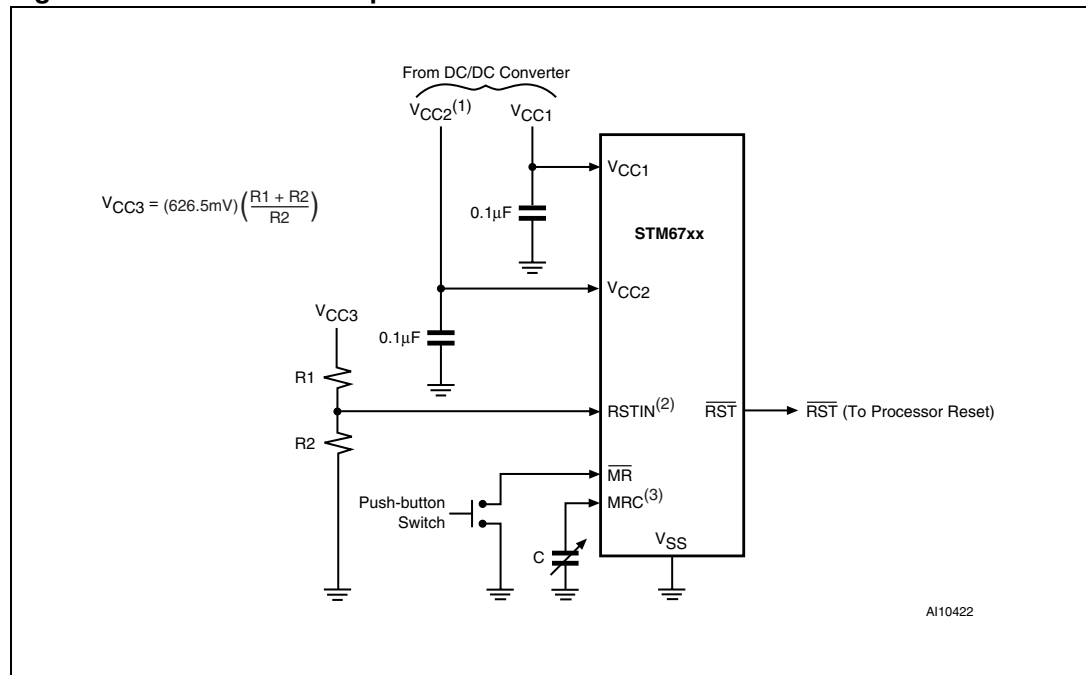 From DC/DC Converter
VCC2(1) VCC1
VCC1
VCC3 = (626.5mV)(R1 + R2 / R2)
0.1μF
STM67xx
VCC2
VCC3
0.1μF
R1
RSTIN(2)
RST
RST (To Processor Reset)
R2
MR
Push-button
Switch
MRC(3)
C
VSS
AI10422